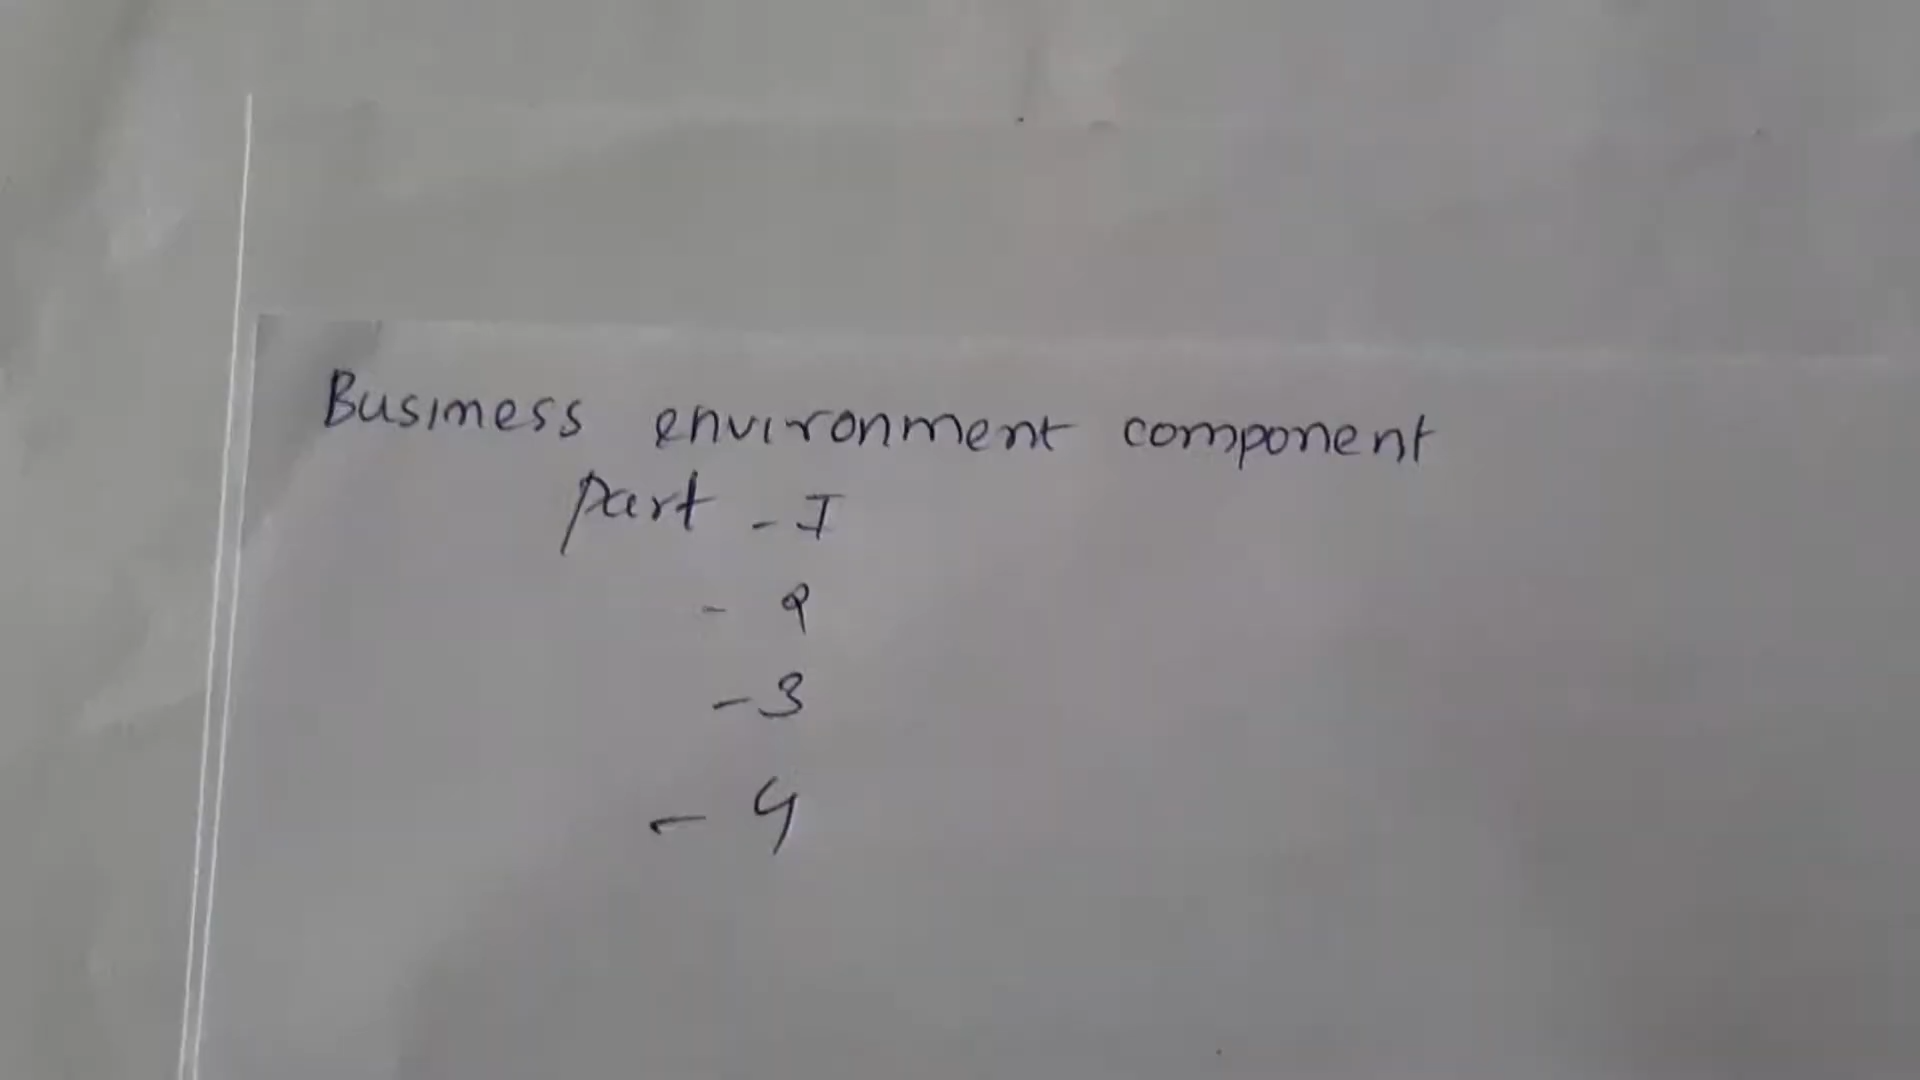 Business environment component
part - I
- 2
- 3
- 4